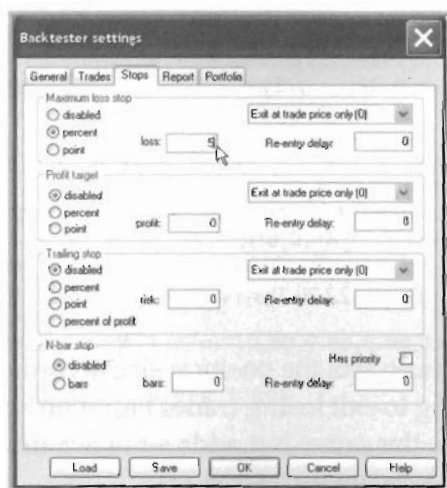 Backtester settings
General Trades Stops Report Portfolio
Maximum loss stop
disabled
Exit at trade price only (0)
percent
point
loss: 5
Re-entry delay: 0
Profit target
disabled
Exit at trade price only (0)
percent
point
profit: 0
Re-entry delay: 0
Trailing stop
disabled
Exit at trade price only (0)
percent
point
risk: 0
Re-entry delay: 0
percent of profit
N-bar stop
Has priority
disabled
bars
bars: 0
Re-entry delay: 0
Load Save OK Cancel Help